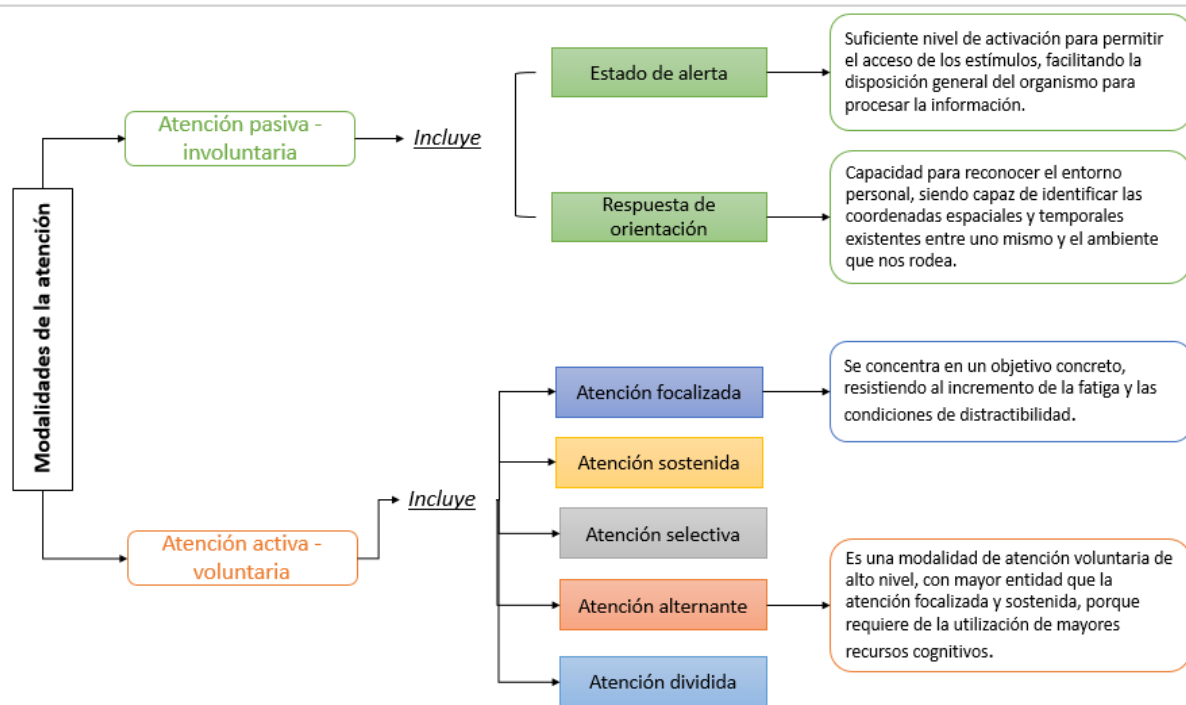 Modalidades de la atención
Atención pasiva -
involuntaria
Incluye
Estado de alerta
Suficiente nivel de activación para permitir
el acceso de los estímulos, facilitando la
disposición general del organismo para
procesar la información.
Respuesta de
orientación
Capacidad para reconocer el entorno
personal, siendo capaz de identificar las
coordenadas espaciales y temporales
existentes entre uno mismo y el ambiente
que nos rodea.
Atención activa -
voluntaria
Incluye
Atención focalizada
Se concentra en un objetivo concreto,
resistiendo al incremento de la fatiga y las
condiciones de distractibilidad.
Atención sostenida
Atención selectiva
Atención alternante
Es una modalidad de atención voluntaria de
alto nivel, con mayor entidad que la
atención focalizada y sostenida, porque
requiere de la utilización de mayores
recursos cognitivos.
Atención dividida